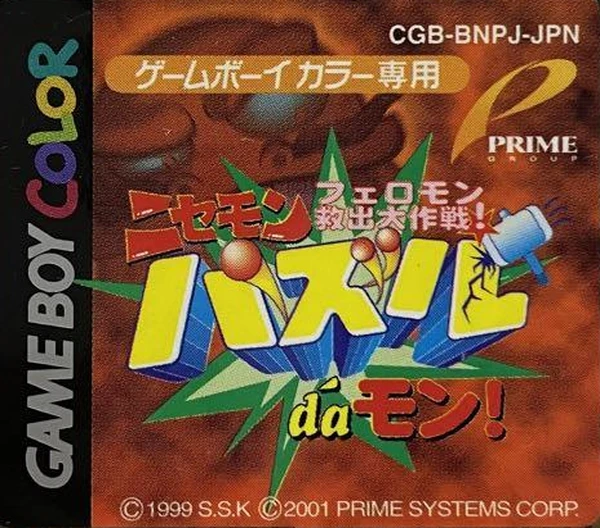 GAME BOY COLOR
CGB-BNPJ-JPN
ゲームボーイカラー専用
PRIME
GROUP
ニセモン
フェロモン
救出大作戦!
パズル
dáモン!
©1999 S.S.K ©2001 PRIME SYSTEMS CORP.